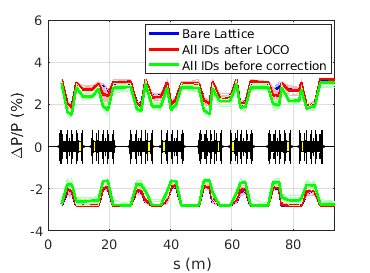 6
4
2
0
-2
-4
0
20
40
60
80
ΔP/P (%)
s (m)
Bare Lattice
All IDs after LOCO
All IDs before correction